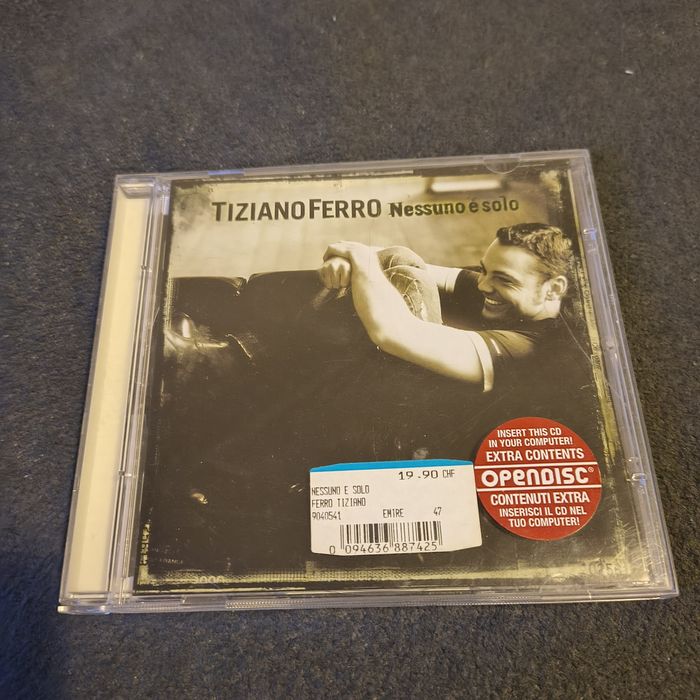 TIZIANO FERRO Nessuno è solo
INSERT THIS CD
IN YOUR COMPUTER!
EXTRA CONTENTS
OPENDISC®
CONTENUTI EXTRA
INSERISCI IL CD NEL
TUO COMPUTER!
19.90 CHF
NESSUNO E SOLO
FERRO TIZIANO
9040541 EMIRE 47
0 094636 887425